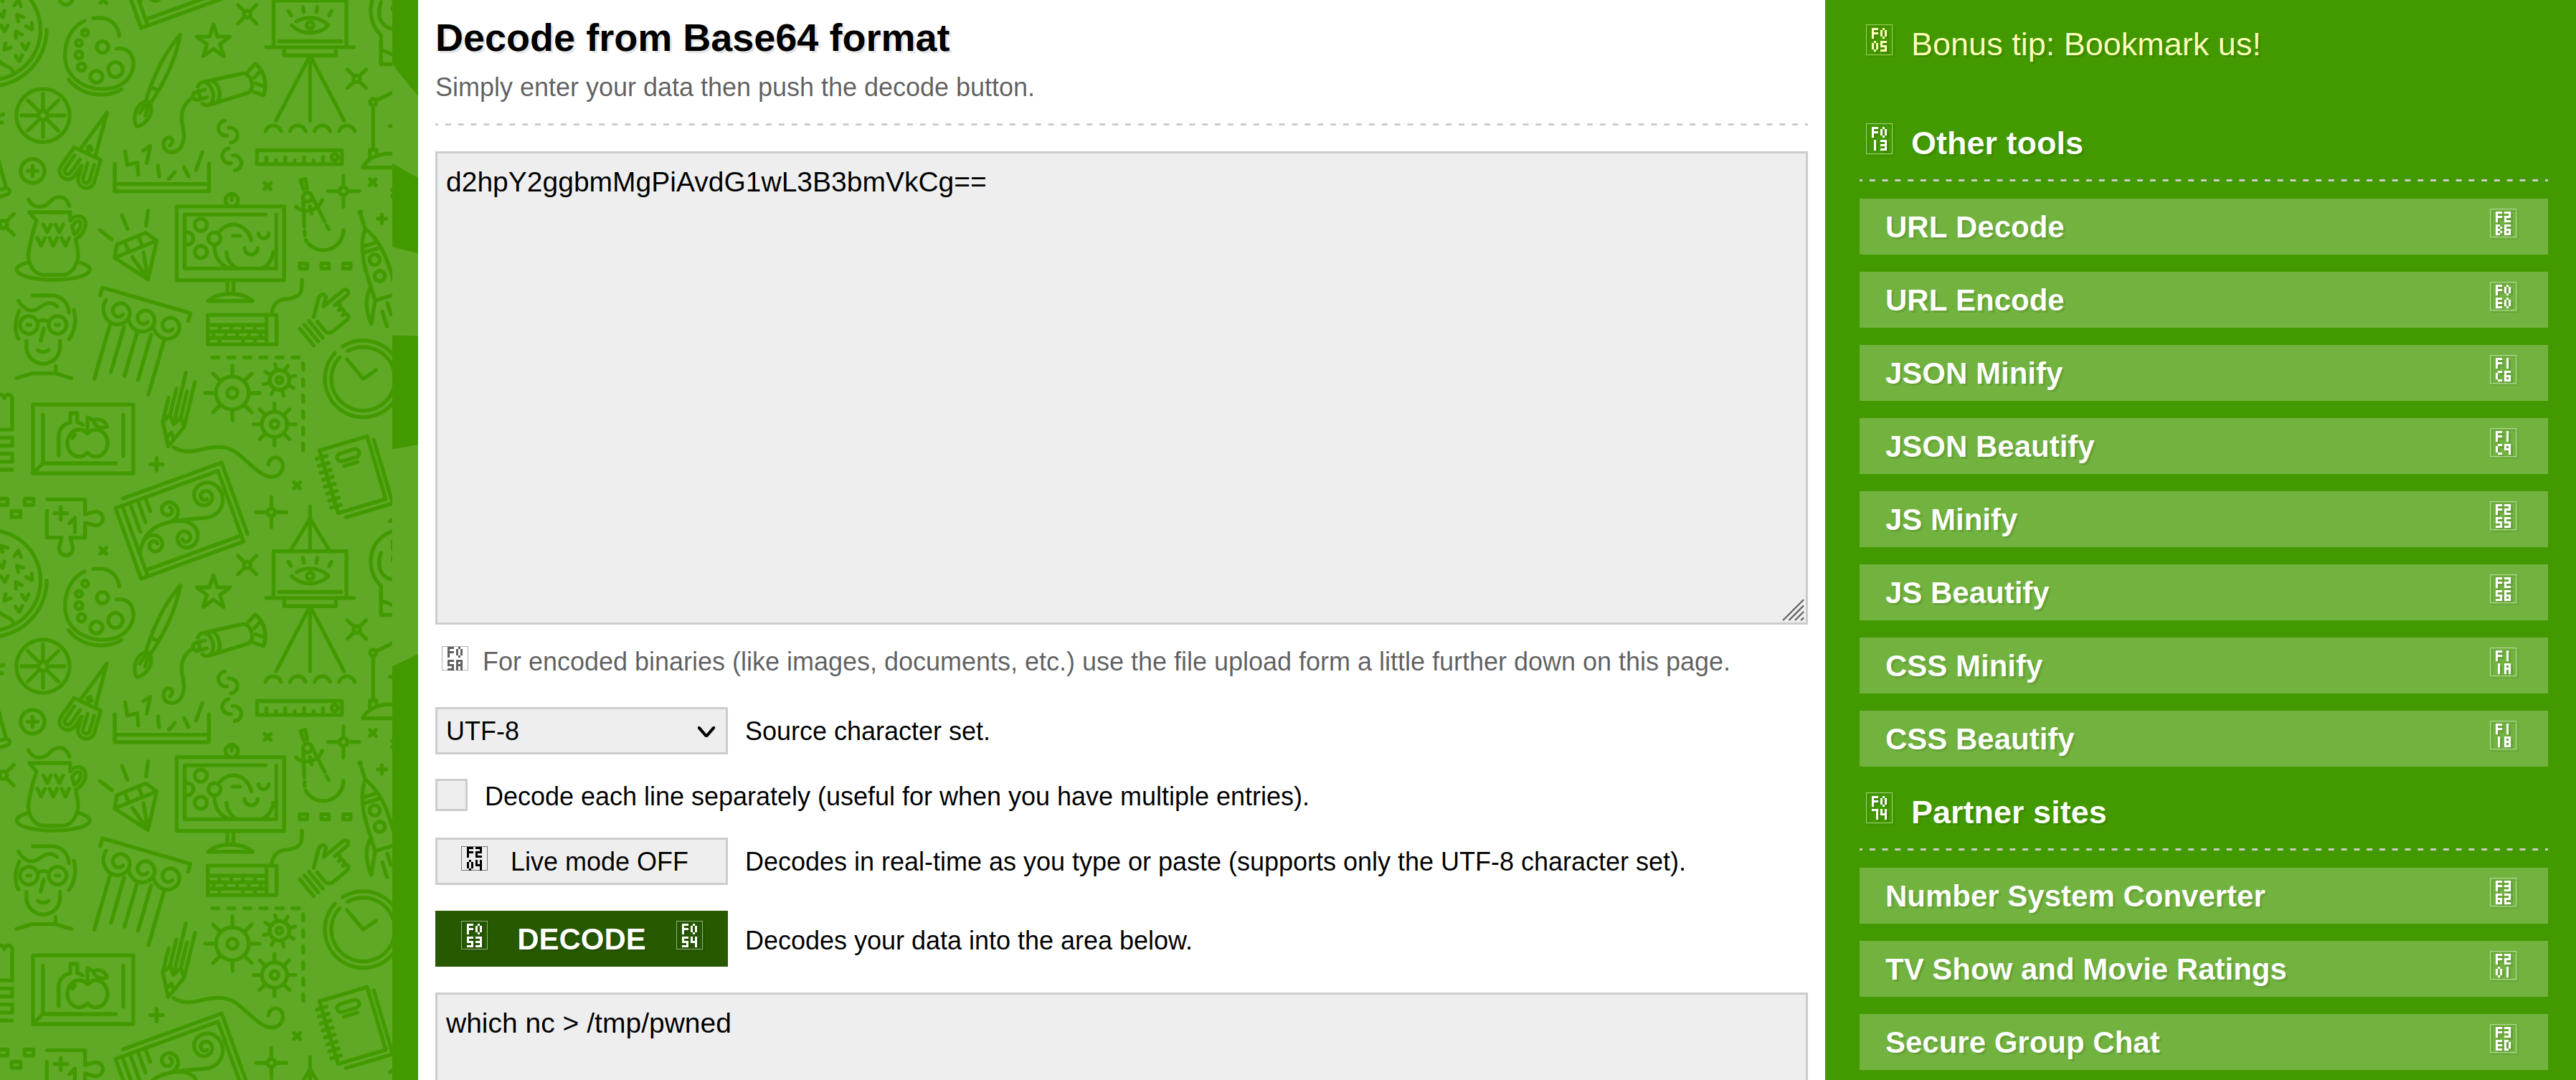 Decode from Base64 format
Simply enter your data then push the decode button.
d2hpY2ggbmMgPiAvdG1wL3B3bmVkCg==
For encoded binaries (like images, documents, etc.) use the file upload form a little further down on this page.
UTF-8 Source character set.
Decode each line separately (useful for when you have multiple entries).
Live mode OFF Decodes in real-time as you type or paste (supports only the UTF-8 character set).
DECODE Decodes your data into the area below.
which nc > /tmp/pwned
Bonus tip: Bookmark us!
Other tools
URL Decode
URL Encode
JSON Minify
JSON Beautify
JS Minify
JS Beautify
CSS Minify
CSS Beautify
Partner sites
Number System Converter
TV Show and Movie Ratings
Secure Group Chat